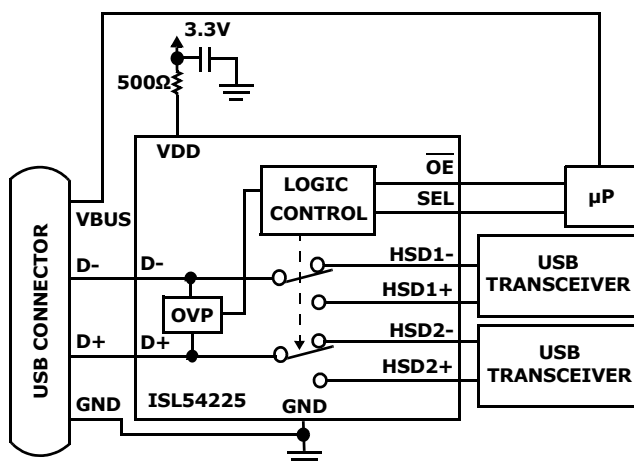 3.3V
500Ω
VDD
OE
LOGIC
CONTROL
SEL
µP
VBUS
USB CONNECTOR
D-
D-
HSD1-
USB
TRANSCEIVER
OVP
HSD1+
D+
D+
HSD2-
USB
TRANSCEIVER
HSD2+
GND
ISL54225
GND